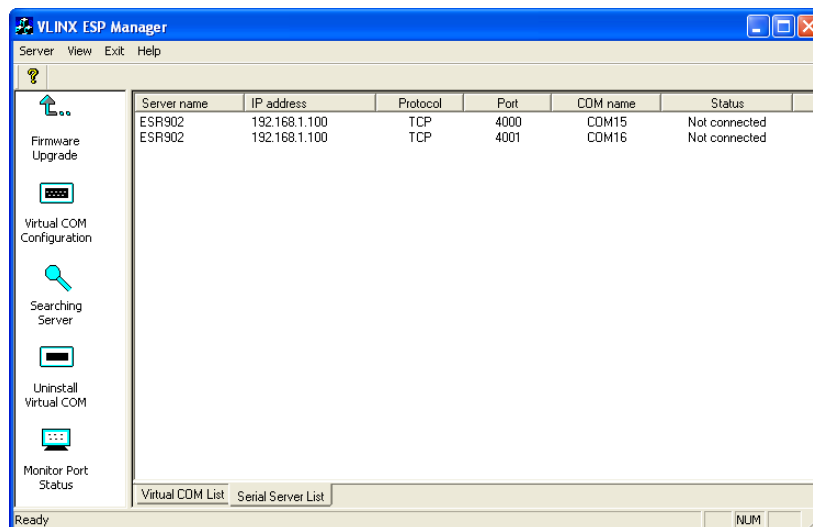 VLINX ESP Manager
Server View Exit Help
Firmware
Upgrade
Virtual COM
Configuration
Searching
Server
Uninstall
Virtual COM
Monitor Port
Status
Server name IP address Protocol Port COM name Status
ESR902 192.168.1.100 TCP 4000 COM15 Not connected
ESR902 192.168.1.100 TCP 4001 COM16 Not connected
Virtual COM List Serial Server List
Ready NUM